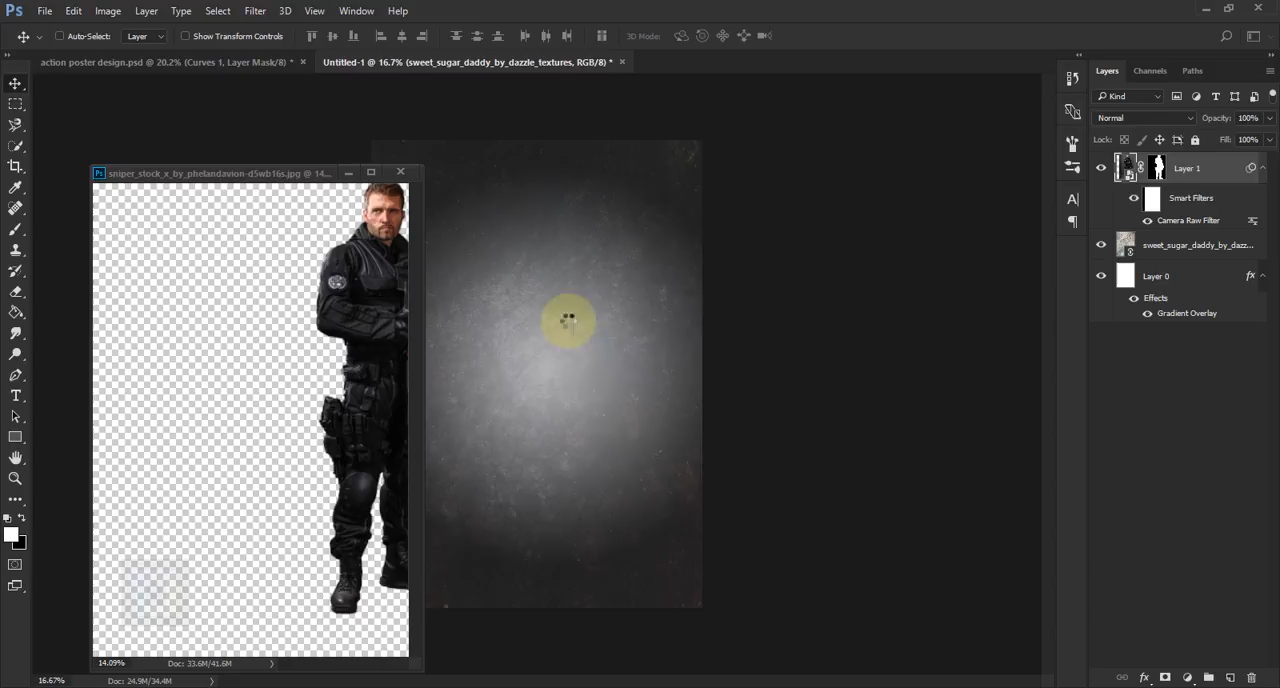 Ps File Edit Image Layer Type Select Filter 3D View Window Help
Auto-Select: Layer Show Transform Controls 3D Mode:
action poster design.psd @ 20.2% (Curves 1, Layer Mask/8) * × Untitled-1 @ 16.7% (sweet_sugar_daddy_by_dazzle_textures, RGB/8) * ×
Layers Channels Paths
Kind
Normal Opacity: 100%
Lock: Fill: 100%
Ps sniper_stock_x_by_phelandavion-d5wb16s.jpg @ 14....
Layer 1
Smart Filters
Camera Raw Filter
sweet_sugar_daddy_by_dazz...
Layer 0 fx
Effects
Gradient Overlay
14.09% Doc: 33.6M/41.6M
16.67% Doc: 24.9M/34.4M
fx